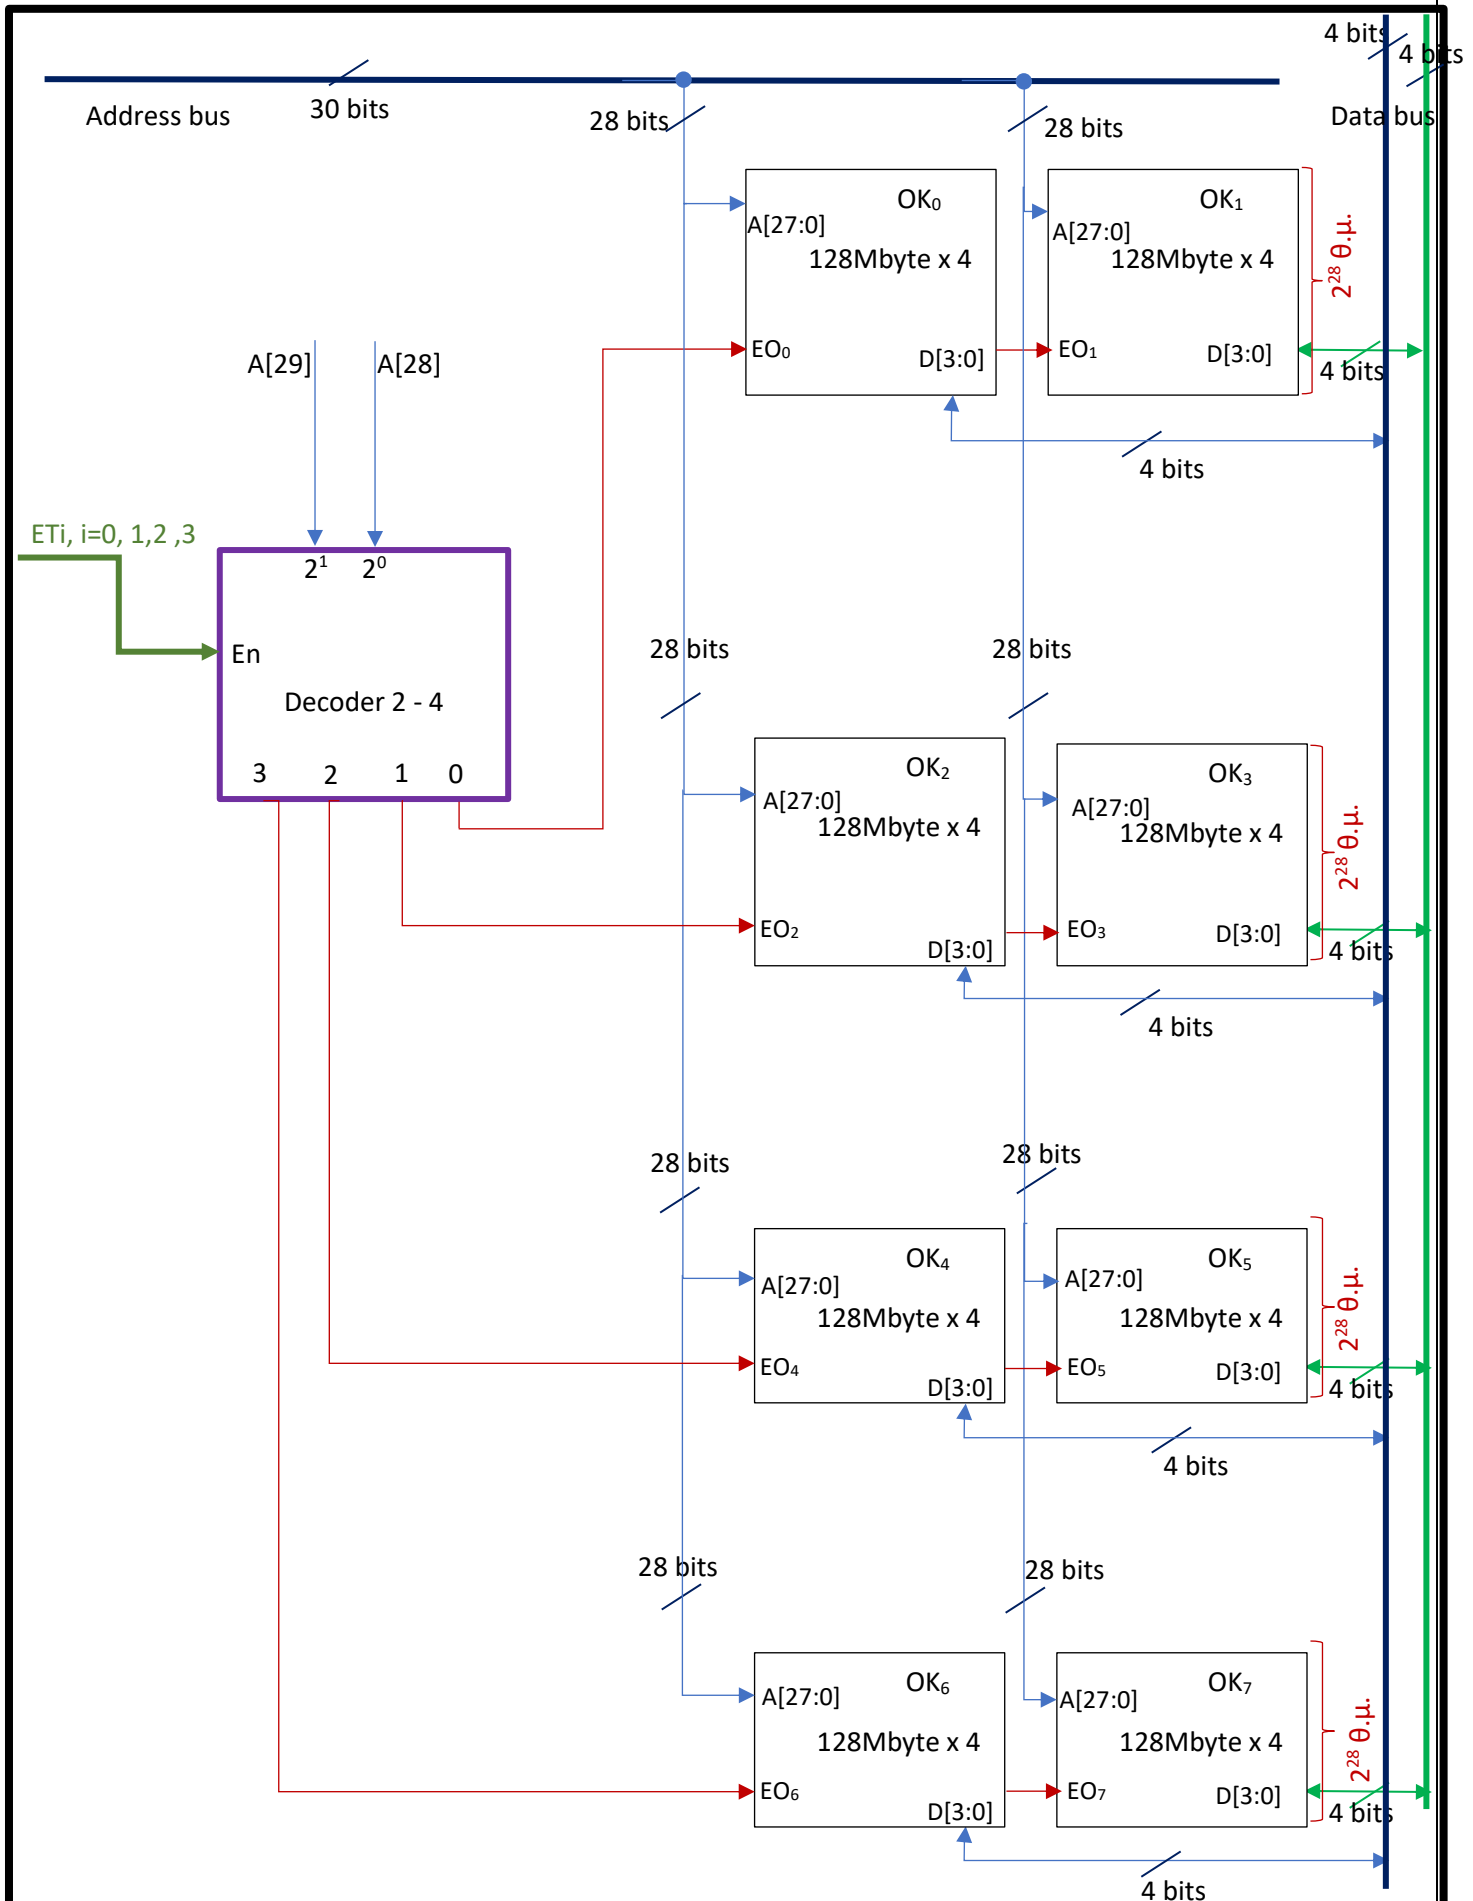 4 bits
4 bits
Address bus
30 bits
28 bits
28 bits
Data bus
OK₀
A[27:0]
128Mbyte x 4
EO₀
D[3:0]
OK₁
A[27:0]
128Mbyte x 4
EO₁
D[3:0]
2²⁸ θ.μ.
4 bits
4 bits
A[29]
A[28]
ETi, i=0, 1,2 ,3
2¹
2⁰
En
Decoder 2 - 4
3
2
1
0
28 bits
28 bits
OK₂
A[27:0]
128Mbyte x 4
EO₂
D[3:0]
OK₃
A[27:0]
128Mbyte x 4
EO₃
D[3:0]
2²⁸ θ.μ.
4 bits
4 bits
28 bits
28 bits
OK₄
A[27:0]
128Mbyte x 4
EO₄
D[3:0]
OK₅
A[27:0]
128Mbyte x 4
EO₅
D[3:0]
2²⁸ θ.μ.
4 bits
4 bits
28 bits
28 bits
OK₆
A[27:0]
128Mbyte x 4
EO₆
D[3:0]
OK₇
A[27:0]
128Mbyte x 4
EO₇
D[3:0]
2²⁸ θ.μ.
4 bits
4 bits